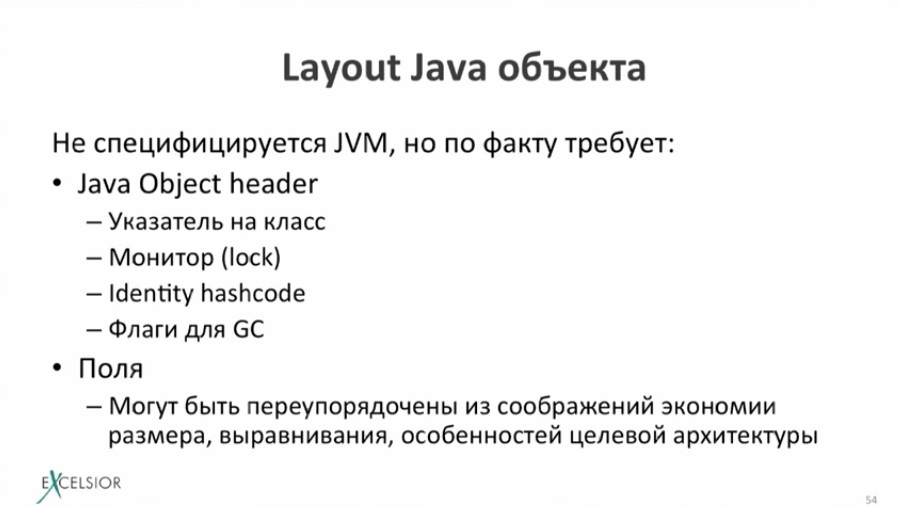 Layout Java объекта
Не специфицируется JVM, но по факту требует:
• Java Object header
– Указатель на класс
– Монитор (lock)
– Identity hashcode
– Флаги для GC
• Поля
– Могут быть переупорядочены из соображений экономии
размера, выравнивания, особенностей целевой архитектуры
EXCELSIOR
54